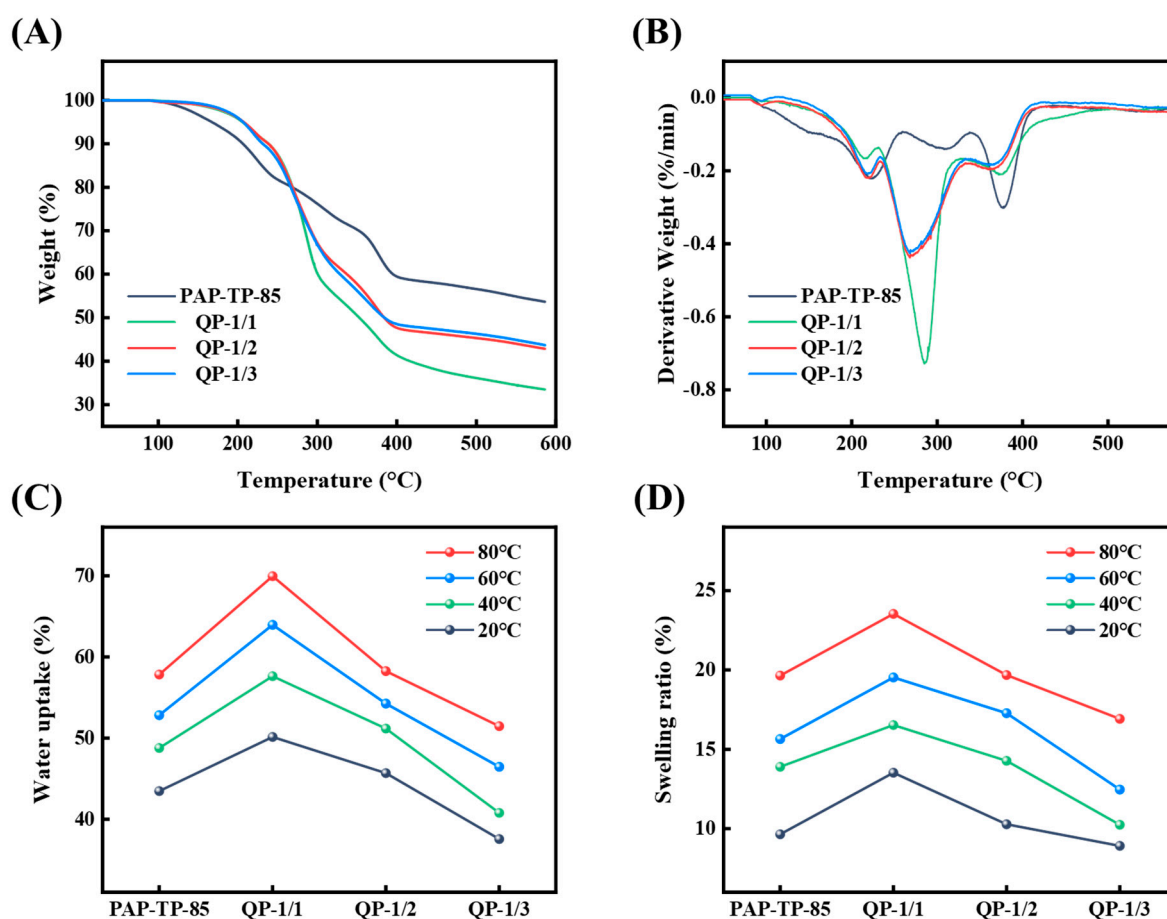 (A)
100
90
80
70
60
50
40
30
Weight (%)
PAP-TP-85
QP-1/1
QP-1/2
QP-1/3
100 200 300 400 500 600
Temperature (°C)
(B)
0.0
-0.2
-0.4
-0.6
-0.8
Derivative Weight (%/min)
PAP-TP-85
QP-1/1
QP-1/2
QP-1/3
100 200 300 400 500
Temperature (°C)
(C)
70
60
50
40
Water uptake (%)
80°C
60°C
40°C
20°C
PAP-TP-85 QP-1/1 QP-1/2 QP-1/3
(D)
25
20
15
10
Swelling ratio (%)
80°C
60°C
40°C
20°C
PAP-TP-85 QP-1/1 QP-1/2 QP-1/3